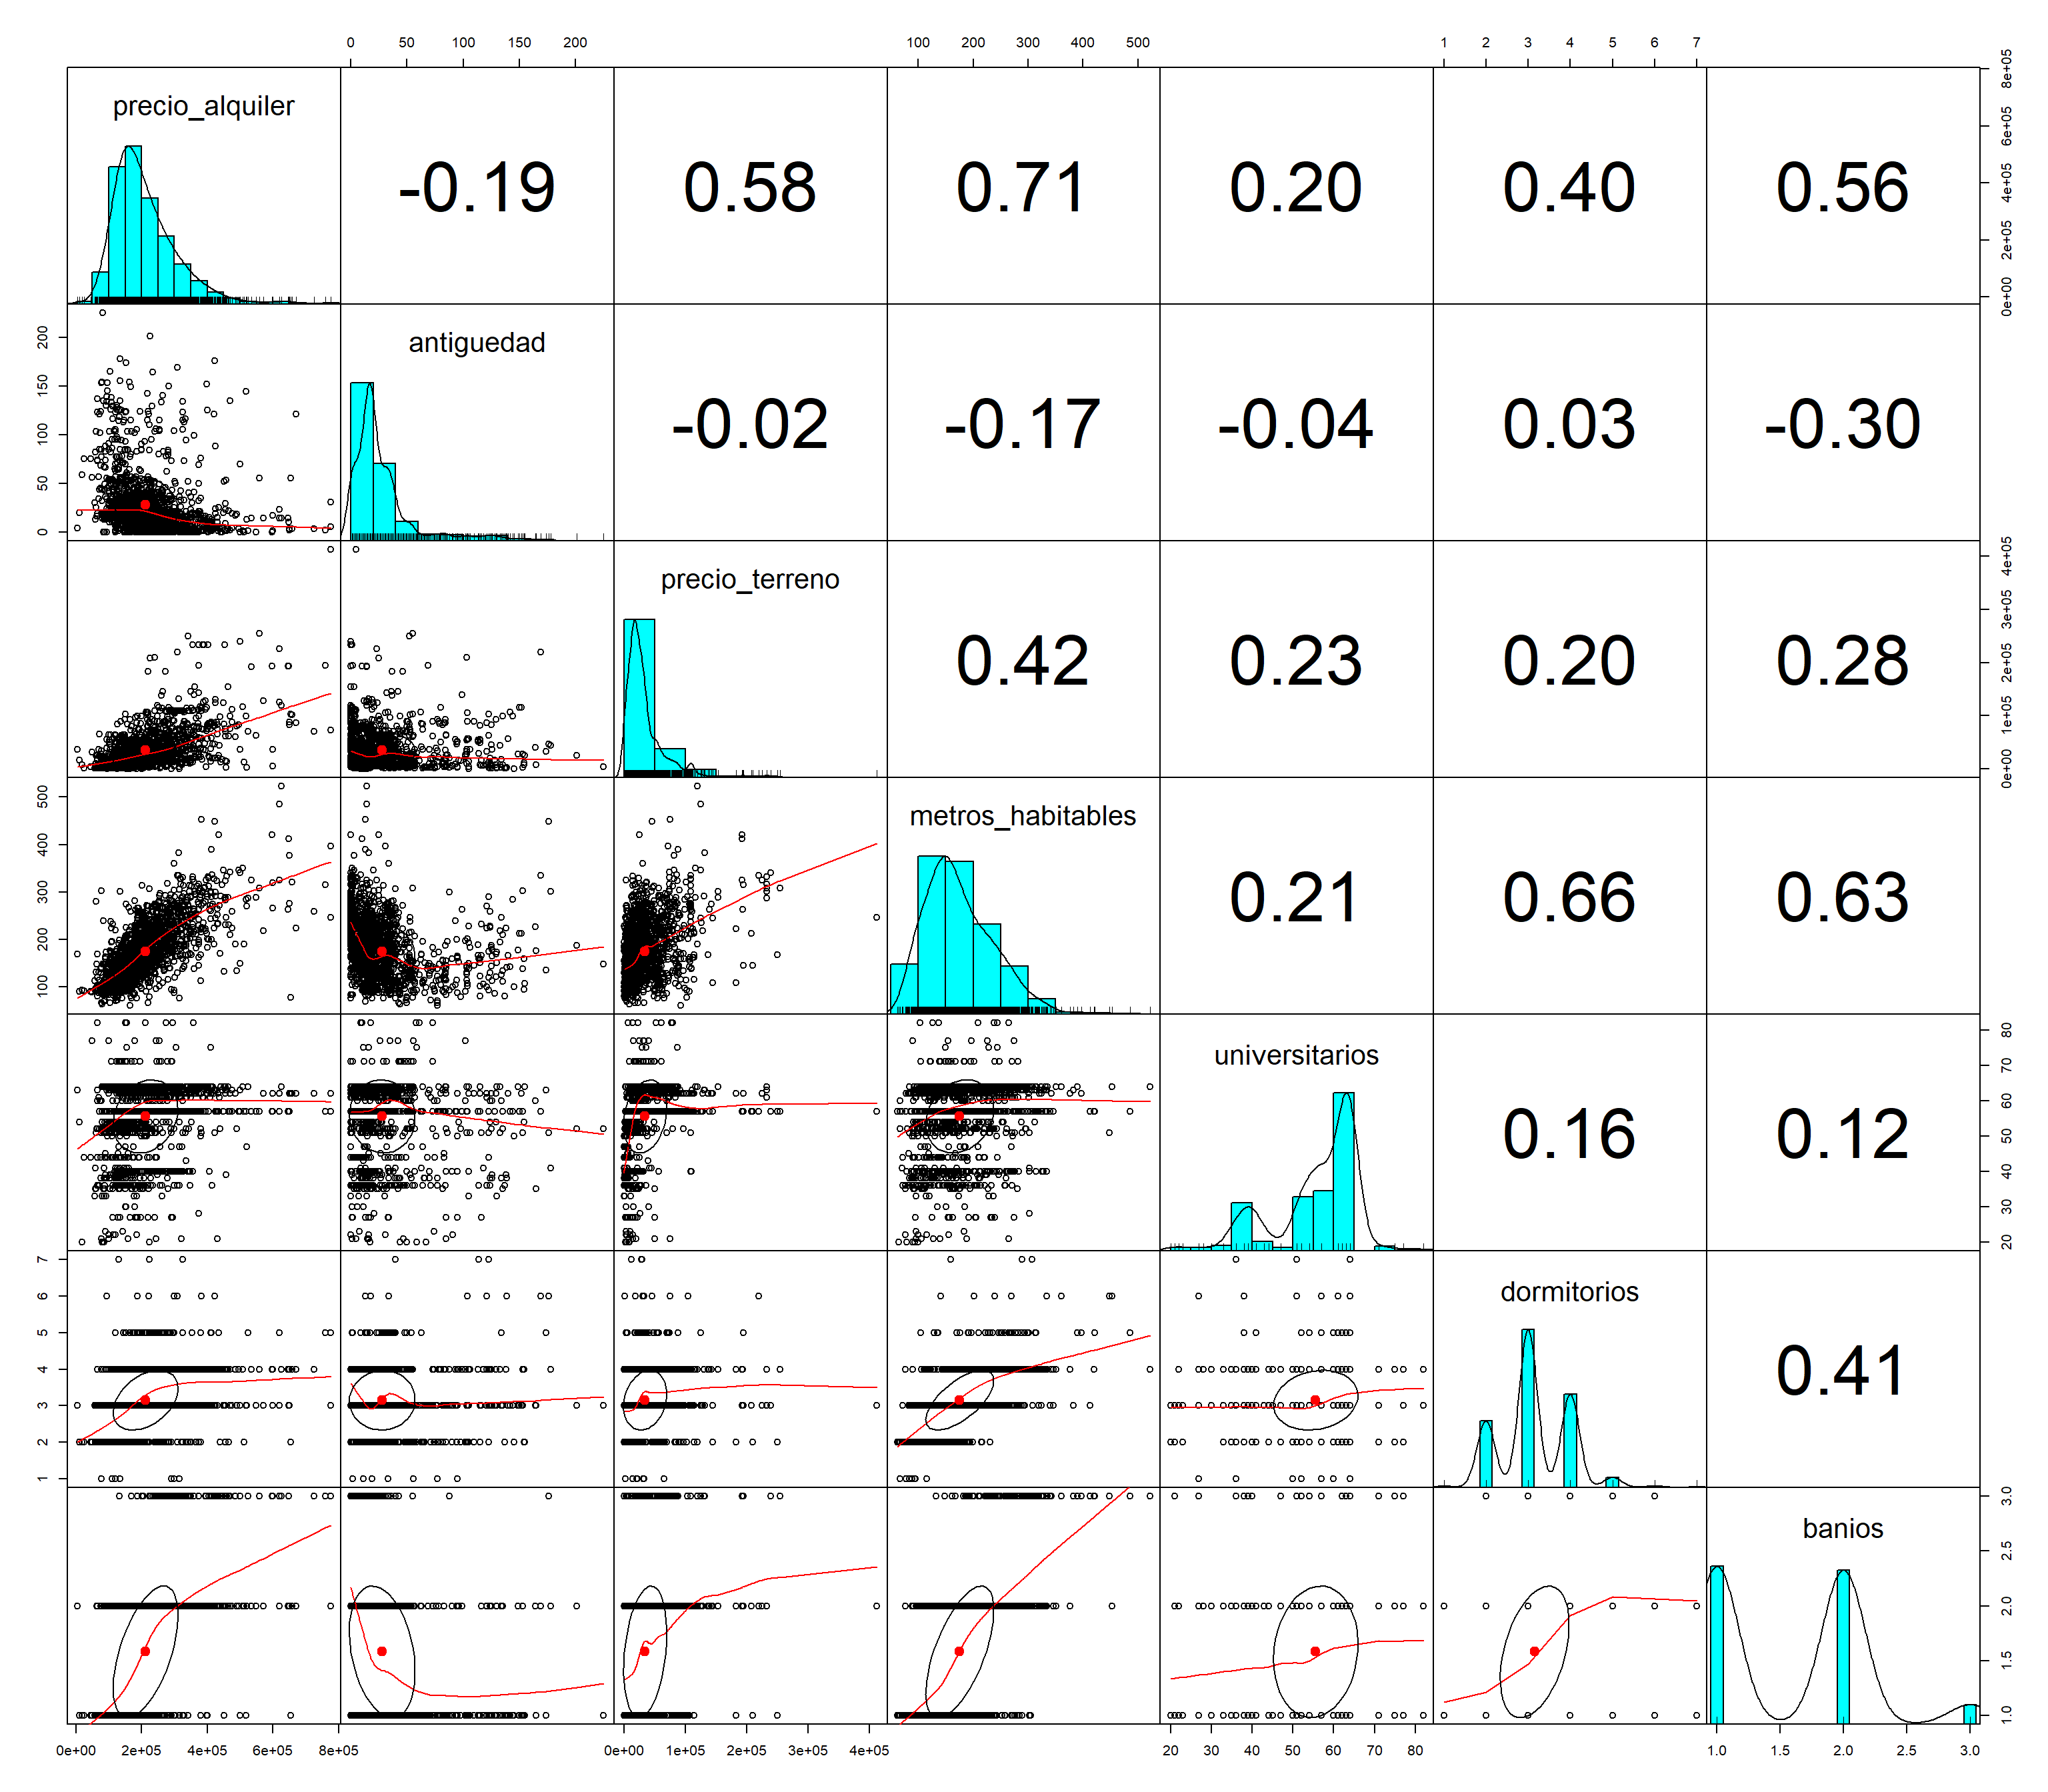 0 50 100 150 200 100 200 300 400 500 1 2 3 4 5 6 7
precio_alquiler
-0.19 0.58 0.71 0.20 0.40 0.56
0e+00 2e+05 4e+05 6e+05 8e+05
antiguedad
0 50 100 150 200
-0.02 -0.17 -0.04 0.03 -0.30
precio_terreno
0.42 0.23 0.20 0.28
0e+00 1e+05 2e+05 3e+05 4e+05
metros_habitables
100 200 300 400 500
0.21 0.66 0.63
universitarios
0.16 0.12
20 30 40 50 60 70 80
dormitorios
1 2 3 4 5 6 7
0.41
banios
1.0 1.5 2.0 2.5 3.0
0e+00 2e+05 4e+05 6e+05 8e+05 0e+00 1e+05 2e+05 3e+05 4e+05 20 30 40 50 60 70 80 1.0 1.5 2.0 2.5 3.0